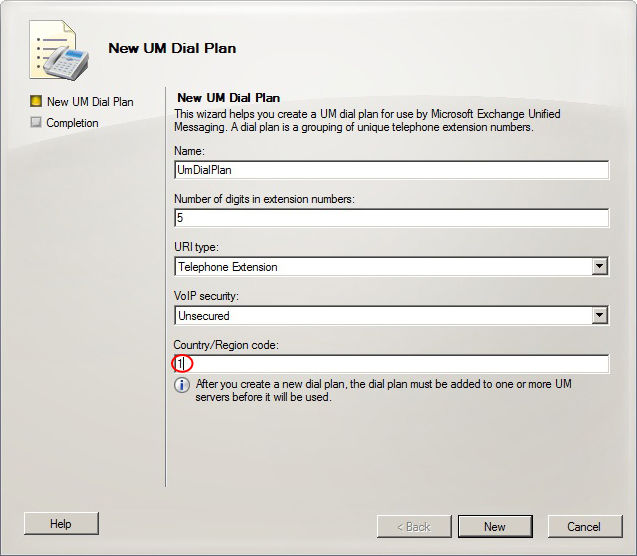 New UM Dial Plan
New UM Dial Plan
Completion
New UM Dial Plan
This wizard helps you create a UM dial plan for use by Microsoft Exchange Unified
Messaging. A dial plan is a grouping of unique telephone extension numbers.
Name:
UmDialPlan
Number of digits in extension numbers:
5
URI type:
Telephone Extension
VoIP security:
Unsecured
Country/Region code:
1
After you create a new dial plan, the dial plan must be added to one or more UM
servers before it will be used.
Help
< Back
New
Cancel